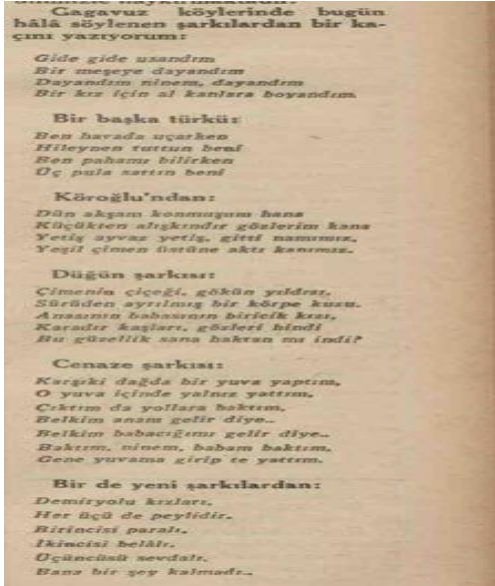 Gagavuz köylerinde bugün
hâlâ söylenen şarkılardan bir ka-
çını yazıyorum:
Gide gide usandım
Bir meşeye dayandım
Dayandım ninem, dayandım
Bir kız için al kanlara boyandım.
Bir başka türkü:
Ben havada uçarken
Hileynen tuttun beni
Ben pahamı bilirken
Üç pula sattın beni
Köroğlu'ndan:
Dün akşam konmuşum hana
Küçükten alışkındır gözlerim kana
Yetiş ayvaz yetiş, gitti namımız,
Yeşil çimen üstüne aktı kanımız.
Düğün şarkısı:
Çimenin çiçeği, gökün yıldızı,
Sürüden ayrılmış bir körpe kuzu.
Anasının babasının biricik kızı,
Karadır kaşları, gözleri hindi
Bu güzellik sana haktan mı indi?
Cenaze şarkısı:
Karşıki dağda bir yuva yaptım,
O yuva içinde yalnız yattım,
Çıktım da yollara baktım,
Belkim anam gelir diye..
Belkim babacığımı gelir diye..
Baktım, ninem, babam baktım,
Gene yuvama girip te yattım.
Bir de yeni şarkılardan:
Demiryolu kızları,
Her üçü de peylidir.
Birincisi paralı,
İkincisi belâlı,
Üçüncüsü sevdalı,
Bana bir şey kalmadı..